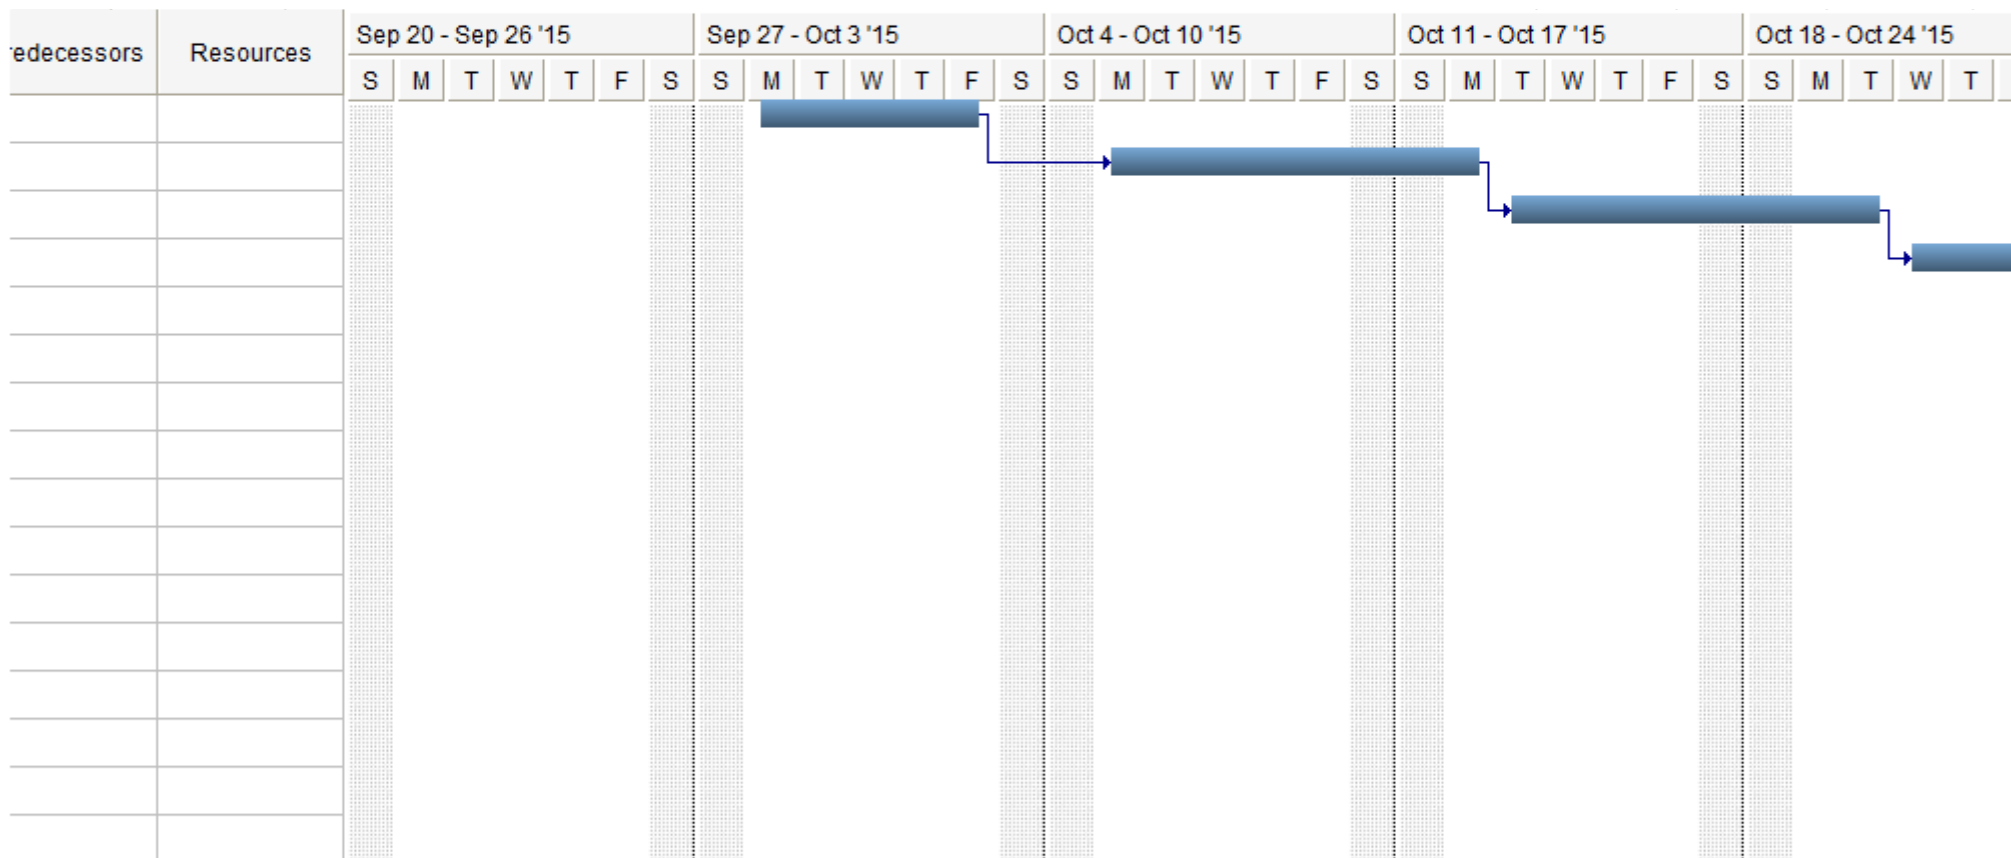 edecessors
Resources
Sep 20 - Sep 26 '15
Sep 27 - Oct 3 '15
Oct 4 - Oct 10 '15
Oct 11 - Oct 17 '15
Oct 18 - Oct 24 '15
S M T W T F S S M T W T F S S M T W T F S S M T W T F S S M T W T